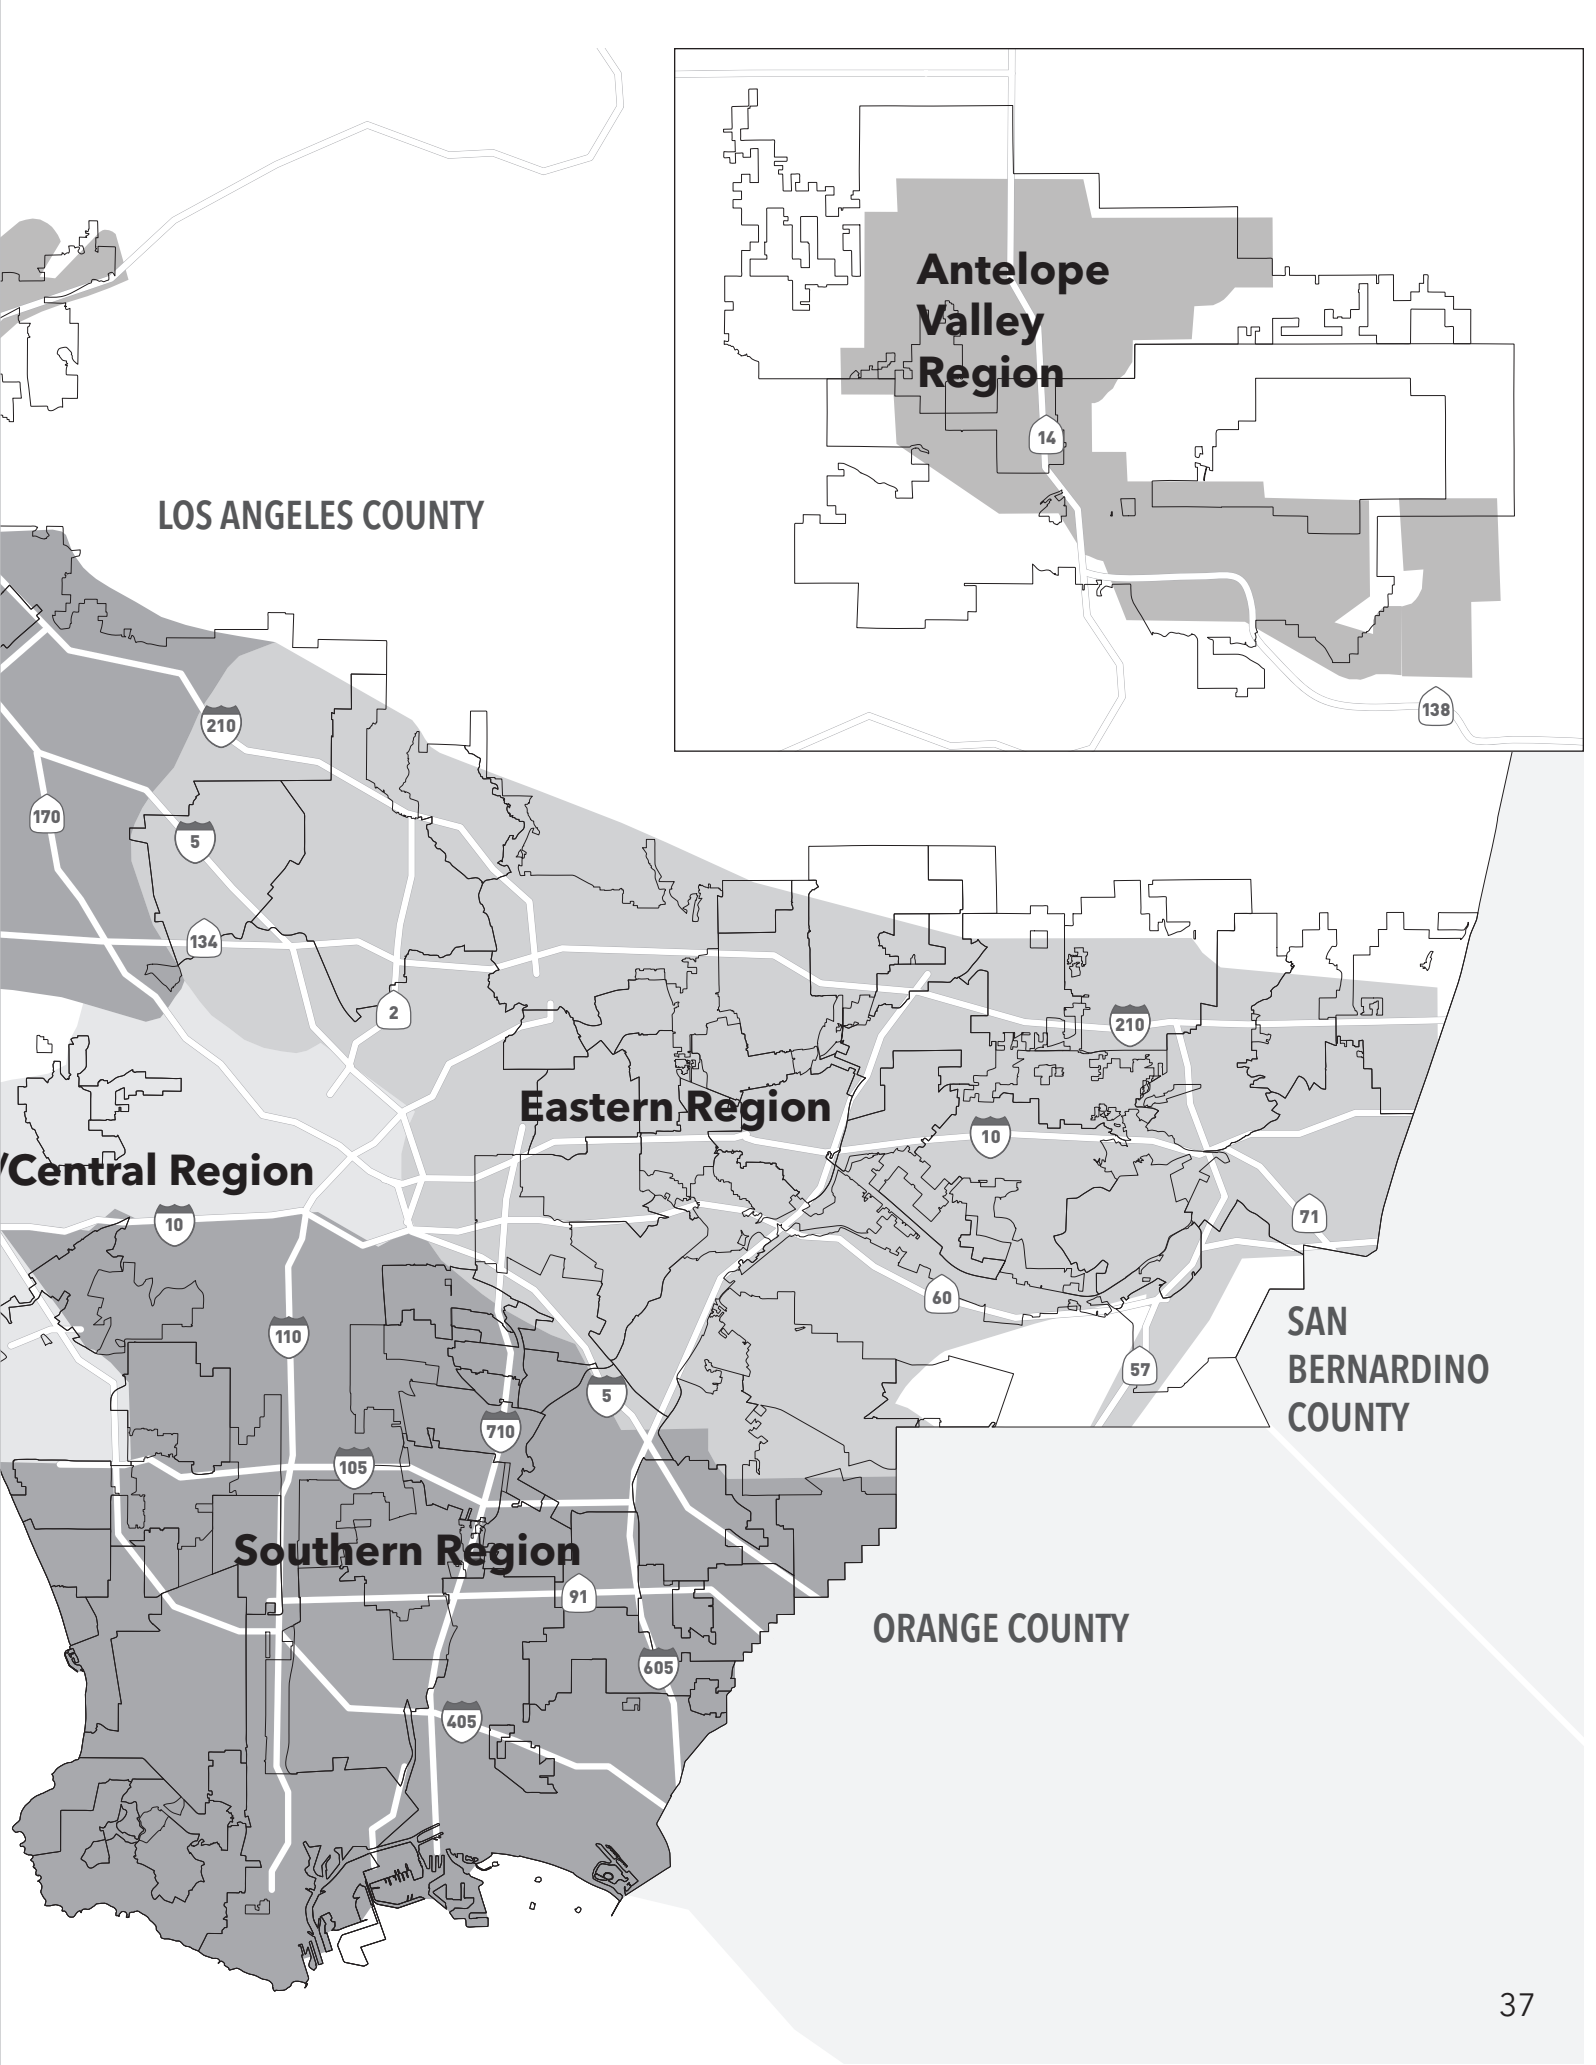 Antelope
Valley
Region
14
138
LOS ANGELES COUNTY
210
170
5
134
2
210
Eastern Region
10
/Central Region
10
71
60
110
SAN
BERNARDINO
COUNTY
57
5
710
105
Southern Region
91
ORANGE COUNTY
605
405
37